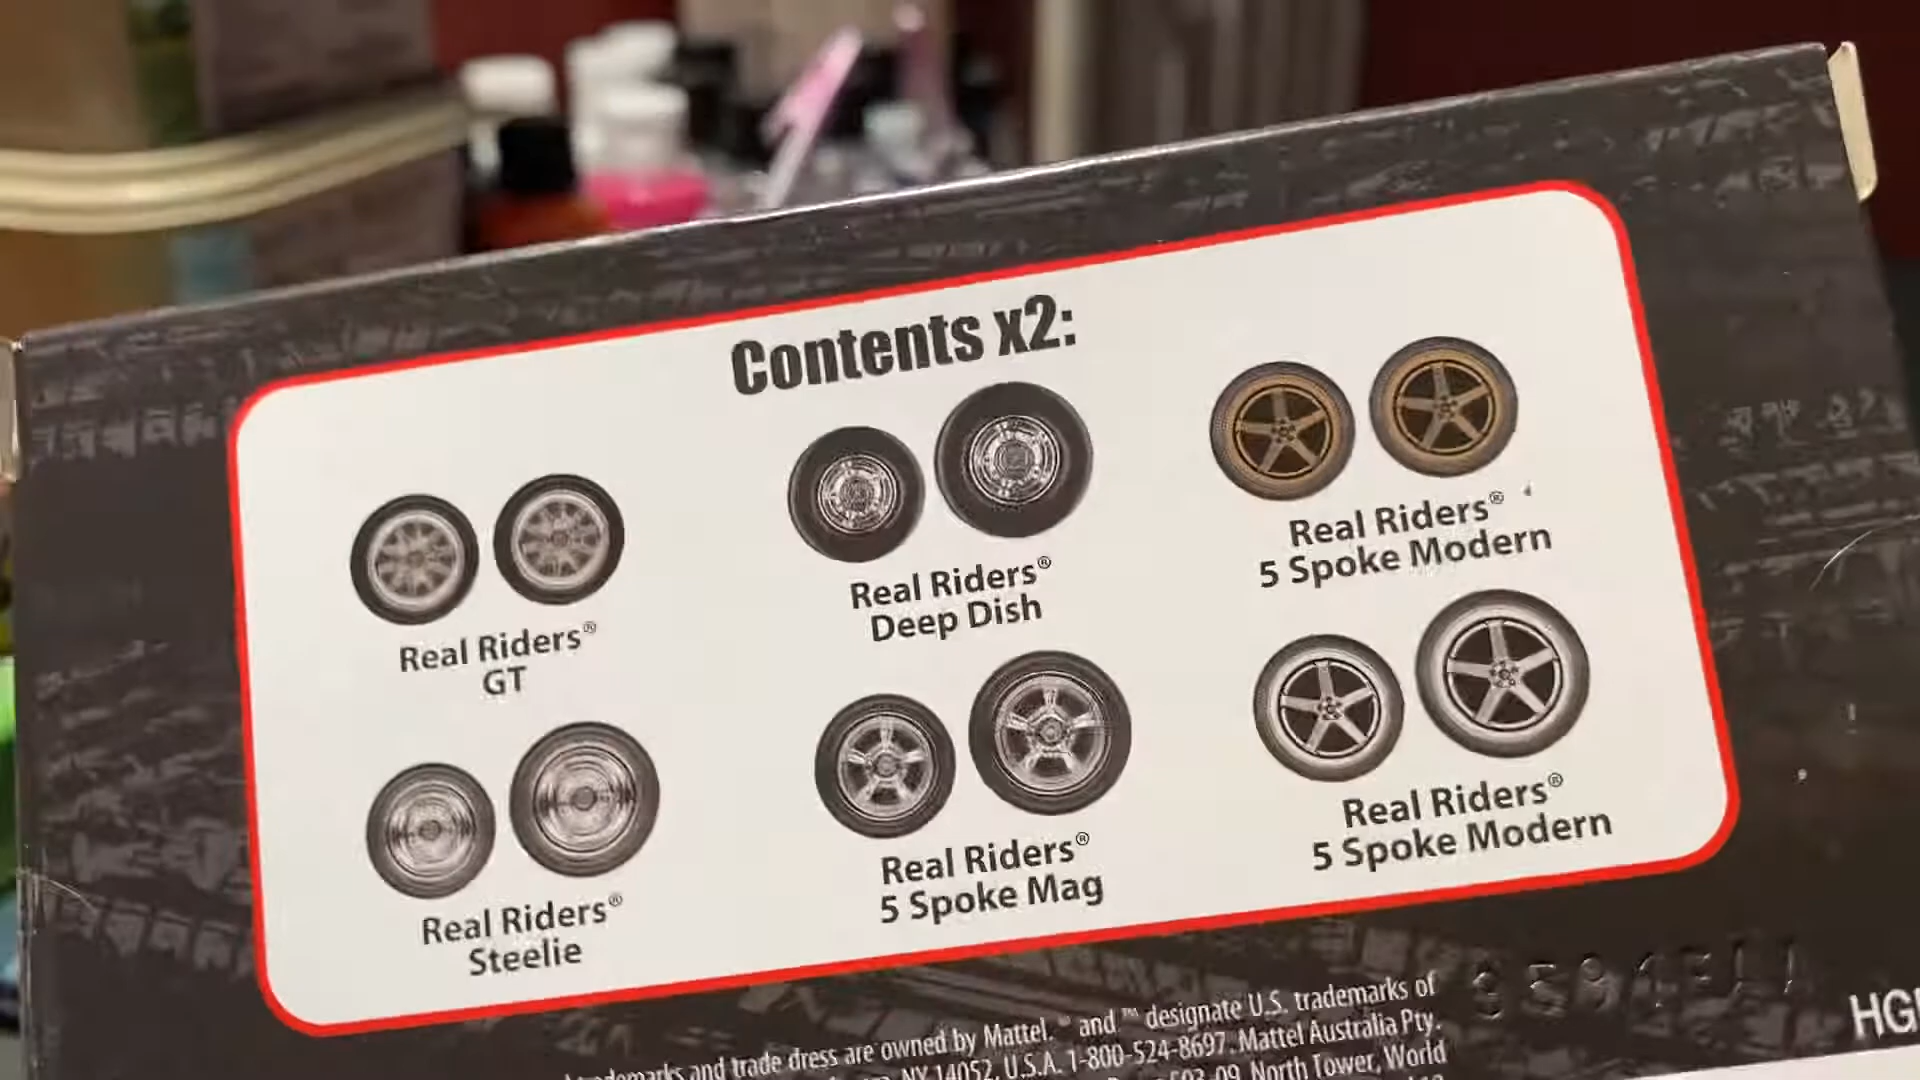 Contents x2:
Real Riders®
GT
Real Riders®
Deep Dish
Real Riders®
5 Spoke Modern
Real Riders®
Steelie
Real Riders®
5 Spoke Mag
Real Riders®
5 Spoke Modern
and trade dress are owned by Mattel. ® and ™ designate U.S. trademarks of
NY 14052, U.S.A. 1-800-524-8697. Mattel Australia Pty.
North Tower, World